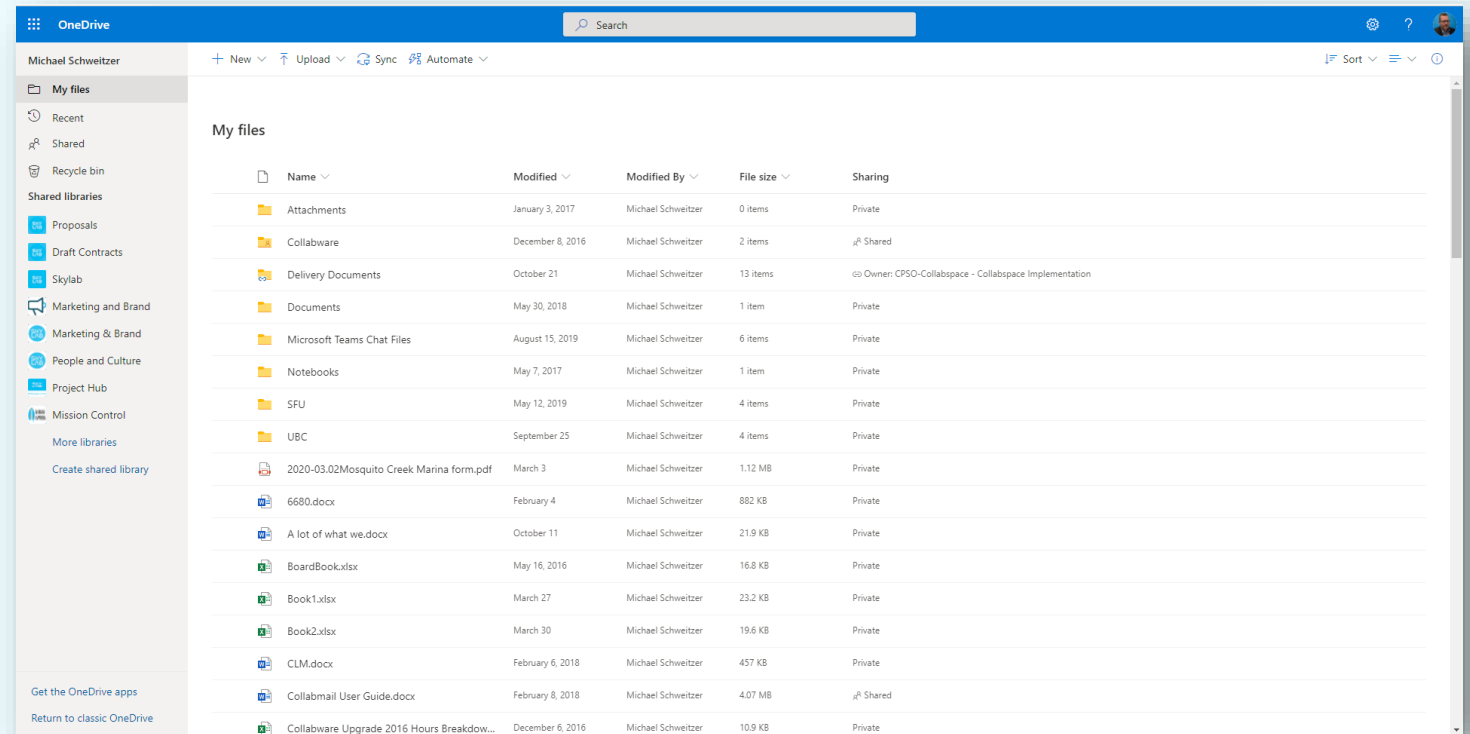 OneDrive
Search
?
Michael Schweitzer
New Upload Sync Automate
Sort
My files
Recent
Shared
Recycle bin
Shared libraries
Proposals
Draft Contracts
Skylab
Marketing and Brand
Marketing & Brand
People and Culture
Project Hub
Mission Control
More libraries
Create shared library
Get the OneDrive apps
Return to classic OneDrive
My files
Name Modified Modified By File size Sharing
Attachments January 3, 2017 Michael Schweitzer 0 items Private
Collabware December 8, 2016 Michael Schweitzer 2 items Shared
Delivery Documents October 21 Michael Schweitzer 13 items Owner: CPSO-Collabspace - Collabspace Implementation
Documents May 30, 2018 Michael Schweitzer 1 item Private
Microsoft Teams Chat Files August 15, 2019 Michael Schweitzer 6 items Private
Notebooks May 7, 2017 Michael Schweitzer 1 item Private
SFU May 12, 2019 Michael Schweitzer 4 items Private
UBC September 25 Michael Schweitzer 4 items Private
2020-03.02Mosquito Creek Marina form.pdf March 3 Michael Schweitzer 1.12 MB Private
6680.docx February 4 Michael Schweitzer 882 KB Private
A lot of what we.docx October 11 Michael Schweitzer 21.9 KB Private
BoardBook.xlsx May 16, 2016 Michael Schweitzer 16.8 KB Private
Book1.xlsx March 27 Michael Schweitzer 23.2 KB Private
Book2.xlsx March 30 Michael Schweitzer 19.6 KB Private
CLM.docx February 6, 2018 Michael Schweitzer 457 KB Private
Collabmail User Guide.docx February 8, 2018 Michael Schweitzer 4.07 MB Shared
Collabware Upgrade 2016 Hours Breakdow... December 6, 2016 Michael Schweitzer 10.9 KB Private